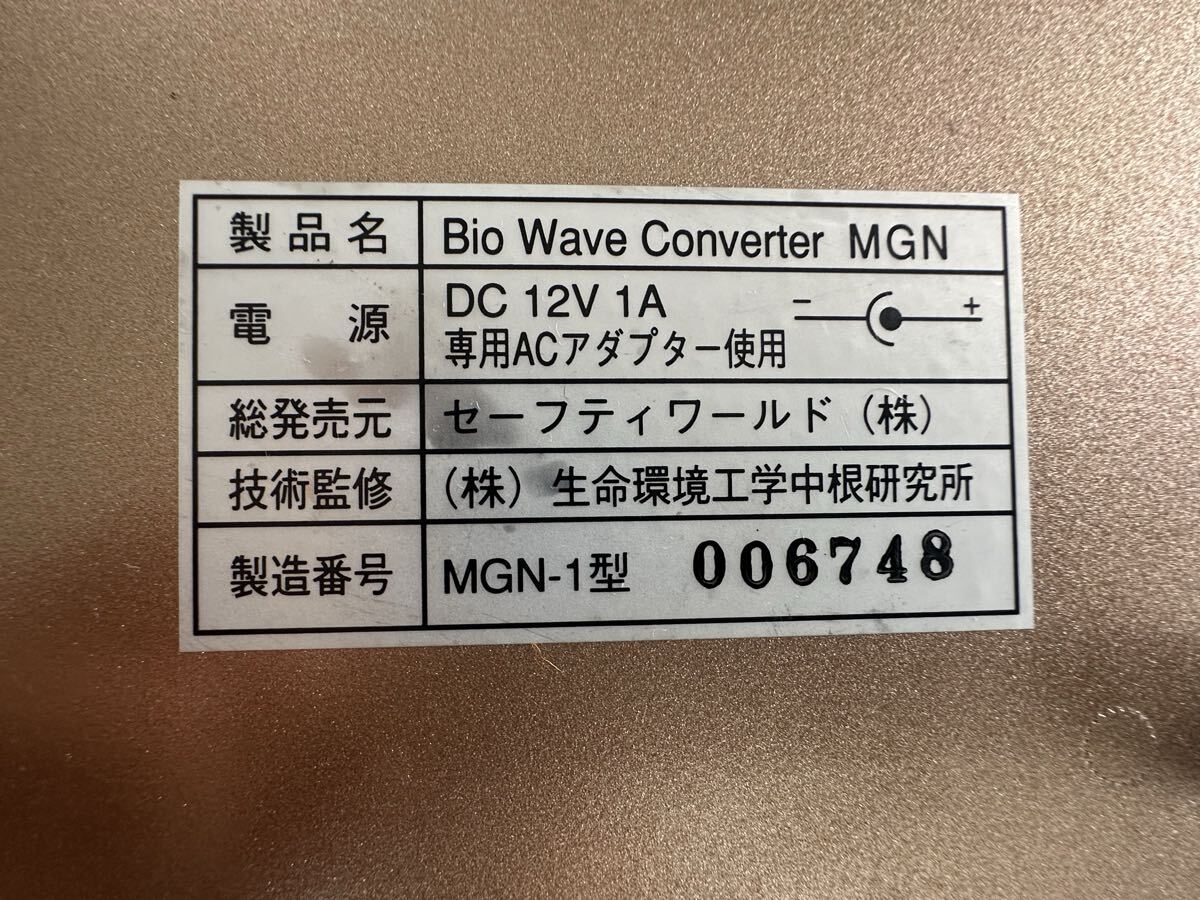 製品名 Bio Wave Converter MGN
電源 DC 12V 1A − +
専用ACアダプター使用
総発売元 セーフティワールド（株）
技術監修 （株）生命環境工学中根研究所
製造番号 MGN-1型 006748